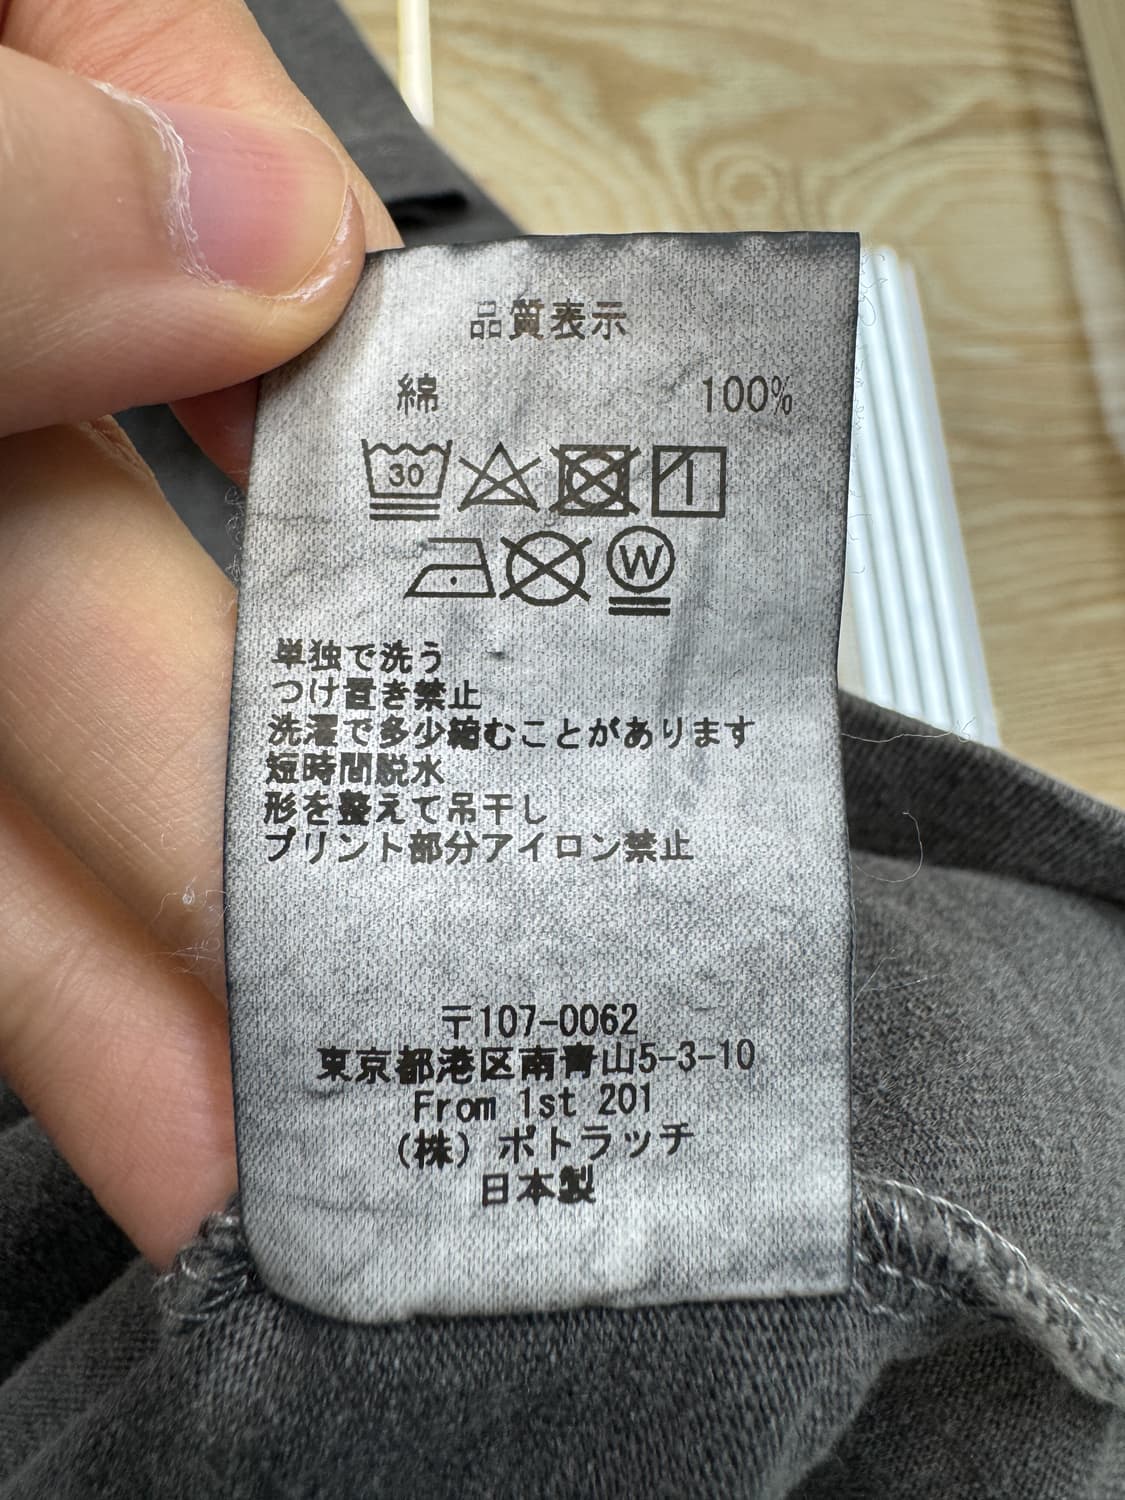 品質表示
綿 100%
30
W
単独で洗う
つけ置き禁止
洗濯で多少縮むことがあります
短時間脱水
形を整えて吊干し
プリント部分アイロン禁止
〒107-0062
東京都港区南青山5-3-10
From 1st 201
(株) ポトラッチ
日本製